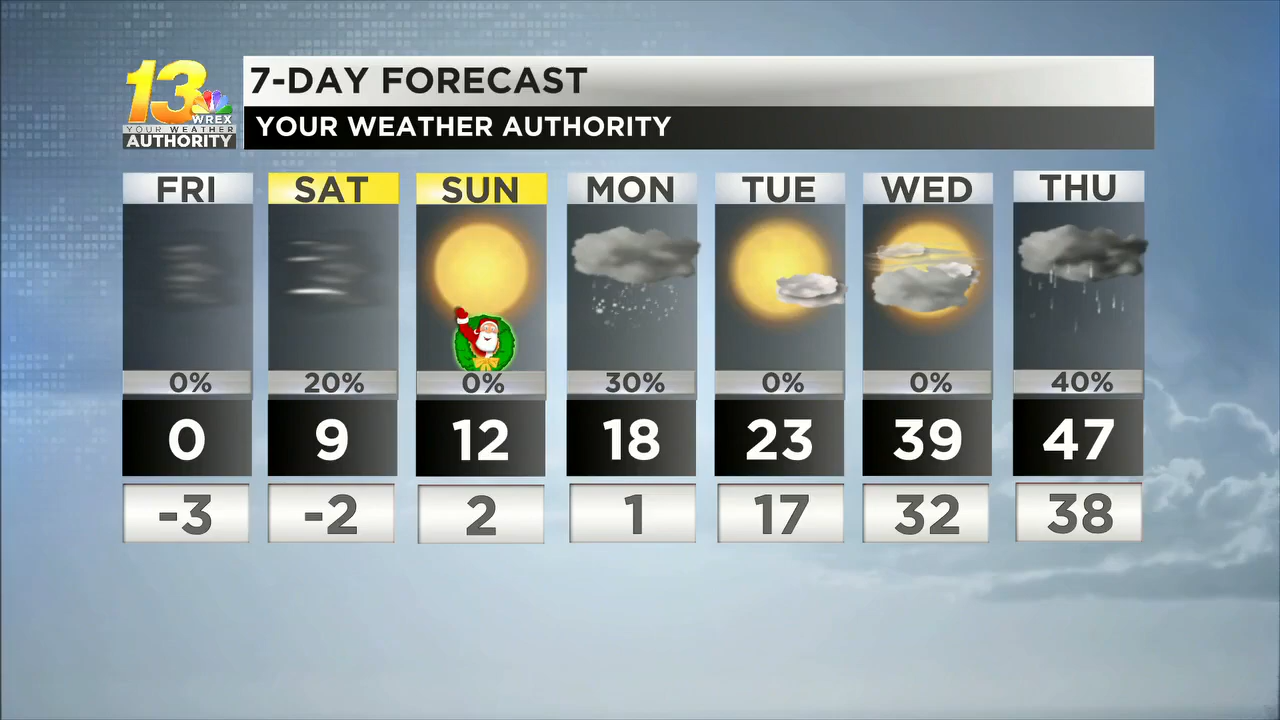 13
WREX
YOUR WEATHER
AUTHORITY
7-DAY FORECAST
YOUR WEATHER AUTHORITY
FRI SAT SUN MON TUE WED THU
0% 20% 0% 30% 0% 0% 40%
0 9 12 18 23 39 47
-3 -2 2 1 17 32 38